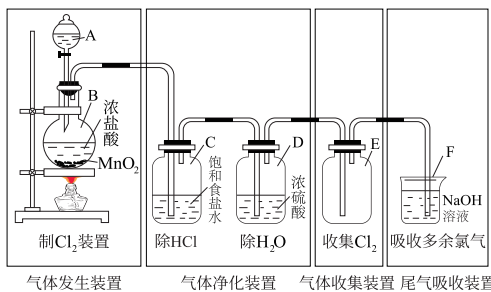 A
B
浓盐酸
MnO₂
制Cl₂装置
气体发生装置
C
饱和食盐水
除HCl
D
浓硫酸
除H₂O
气体净化装置
E
收集Cl₂
气体收集装置
F
NaOH
溶液
吸收多余氯气
尾气吸收装置